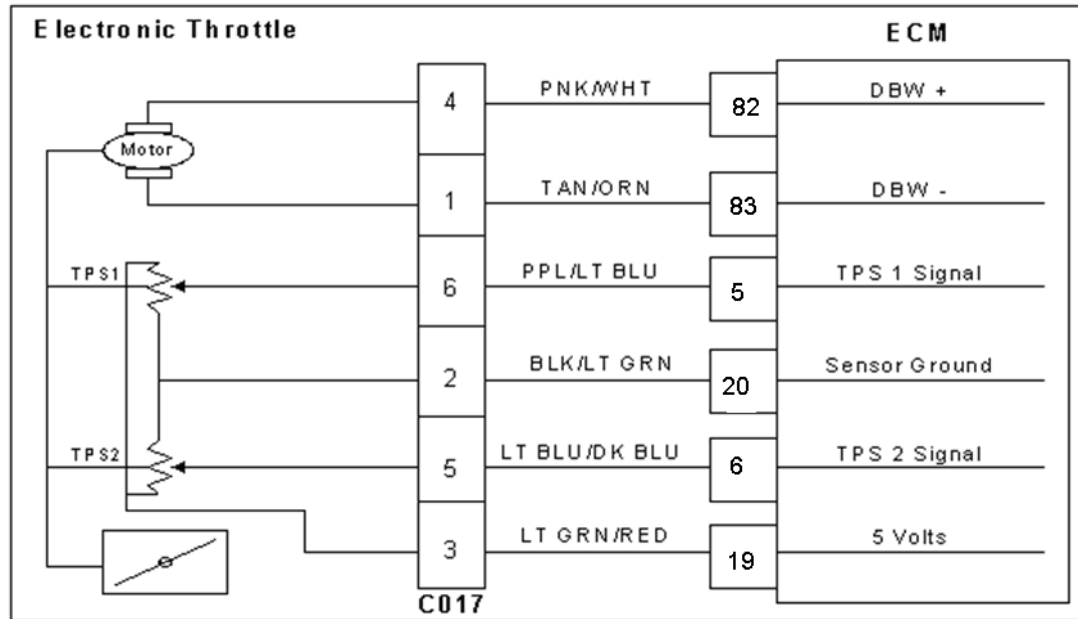 Electronic Throttle
ECM
4
PNK/WHT
82
DBW +
Motor
1
TAN/ORN
83
DBW -
TPS1
6
PPL/LT BLU
5
TPS 1 Signal
2
BLK/LT GRN
20
Sensor Ground
TPS2
5
LT BLU/DK BLU
6
TPS 2 Signal
3
LT GRN/RED
19
5 Volts
C017